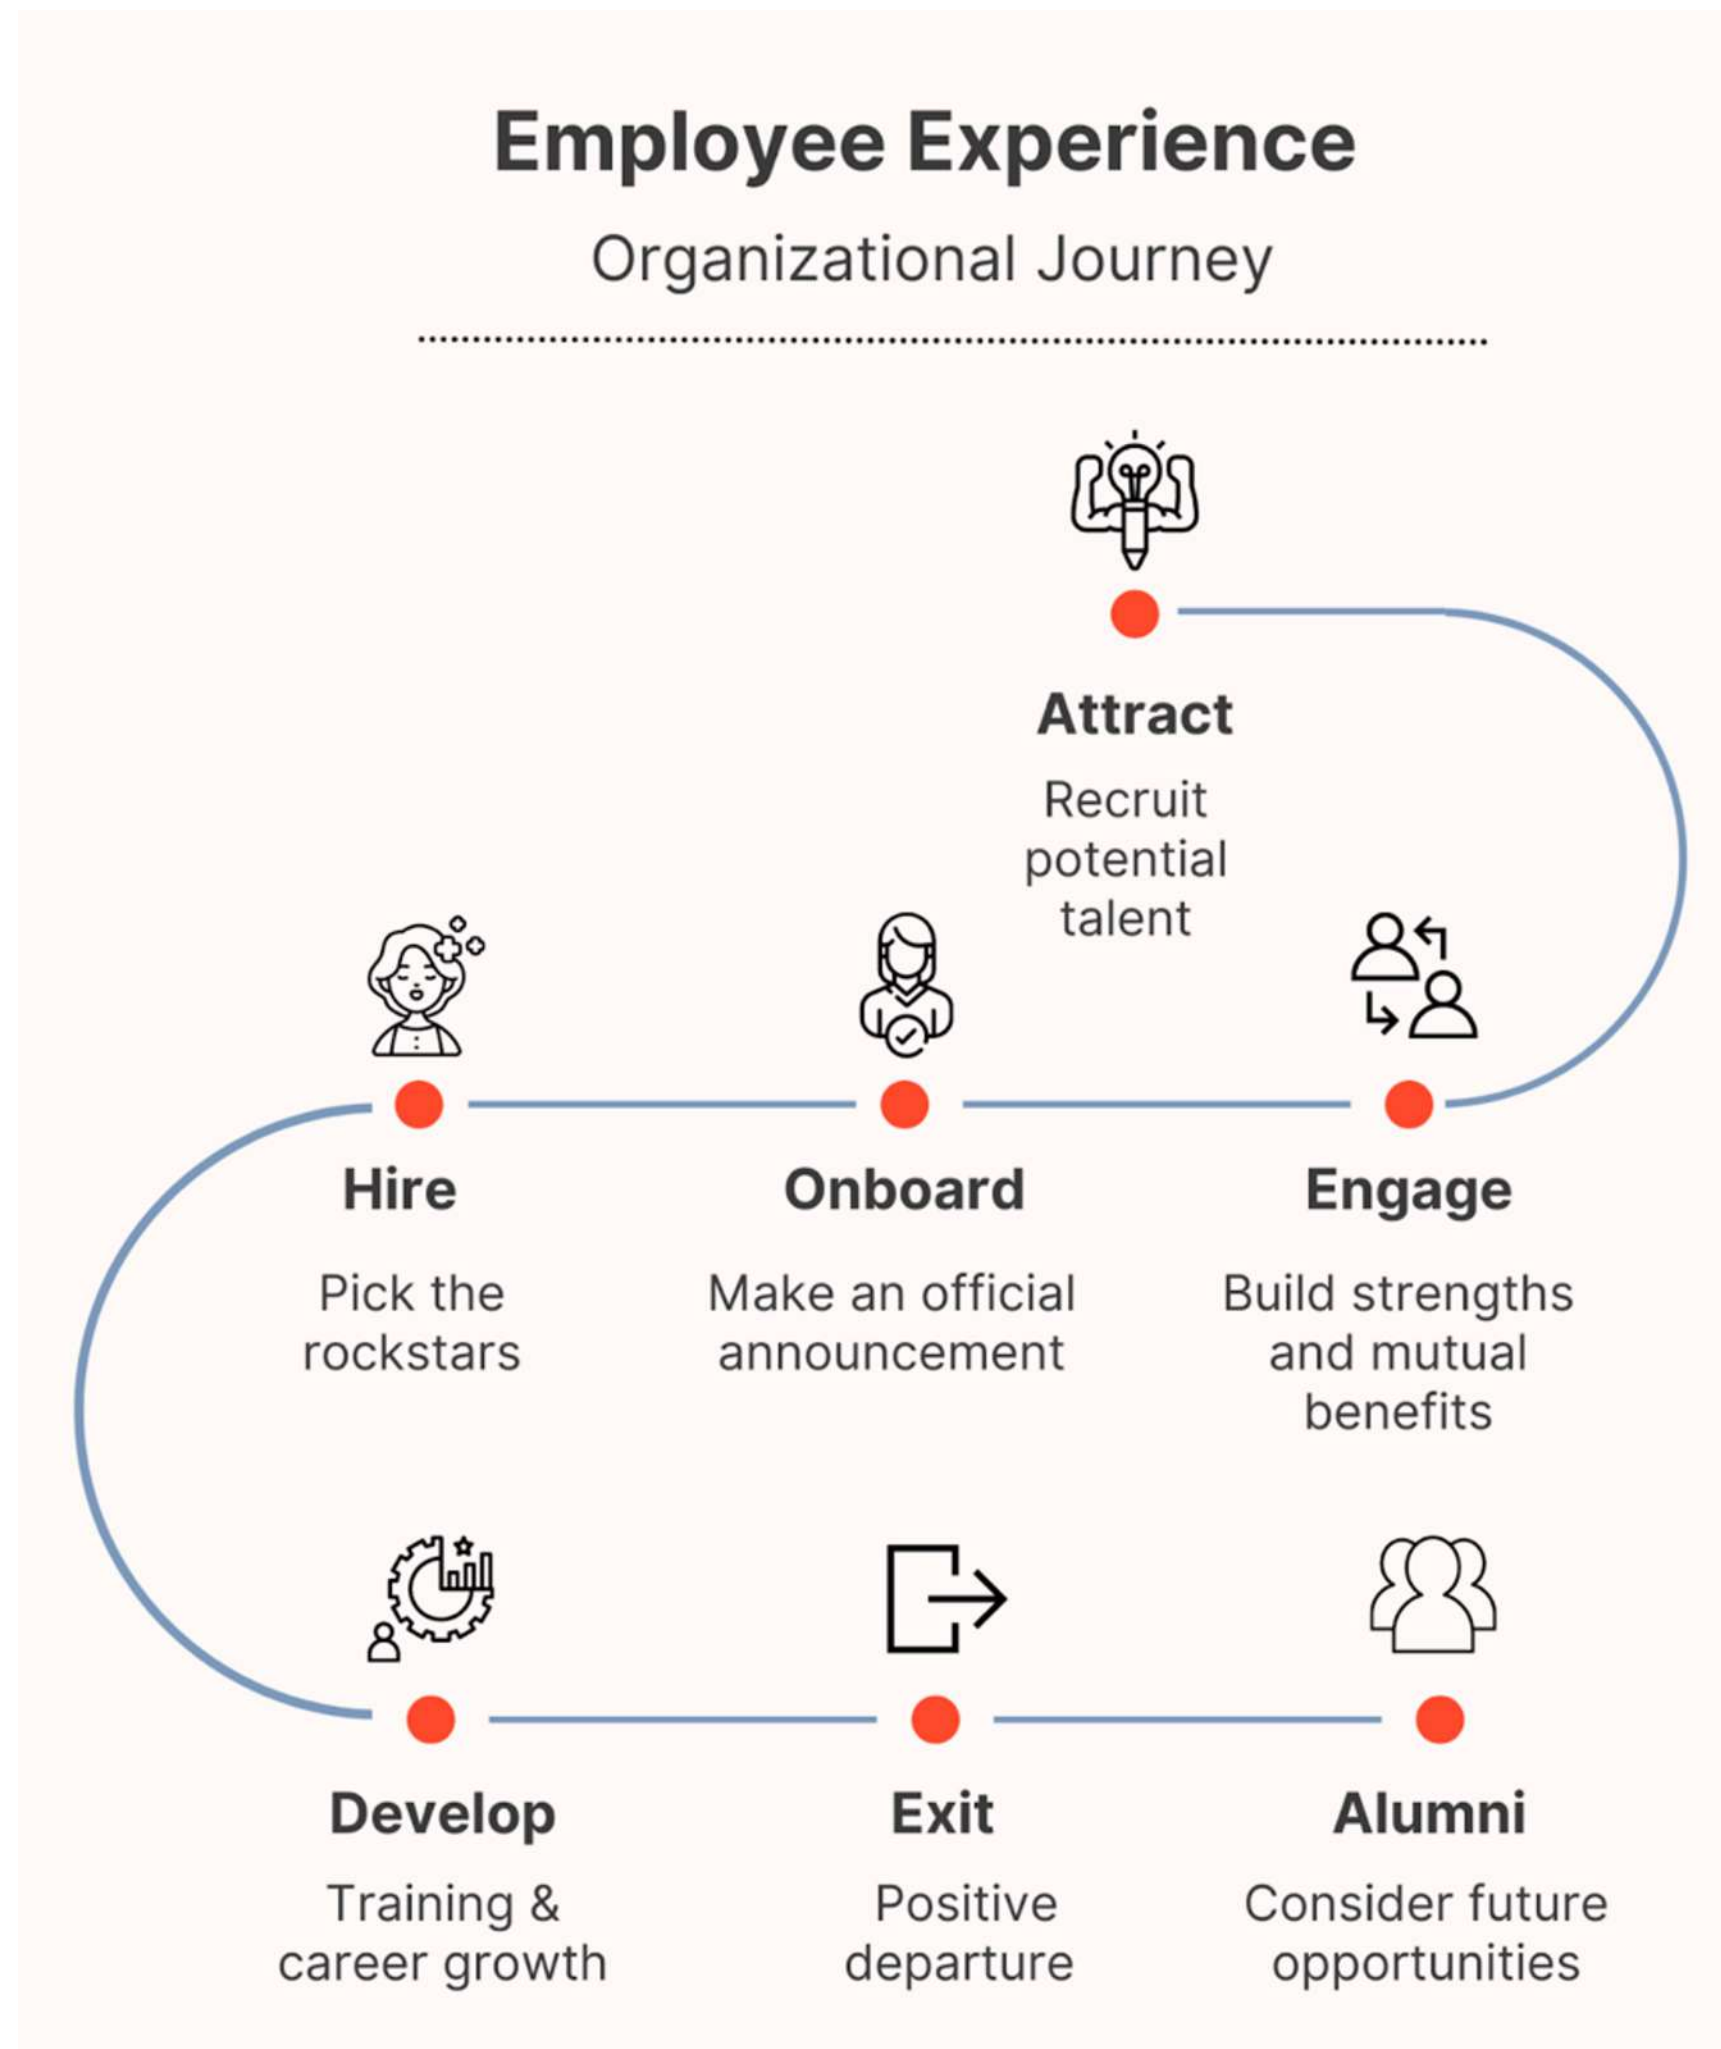 Employee Experience
Organizational Journey
Attract
Recruit
potential
talent
Hire
Pick the
rockstars
Onboard
Make an official
announcement
Engage
Build strengths
and mutual
benefits
Develop
Training &
career growth
Exit
Positive
departure
Alumni
Consider future
opportunities